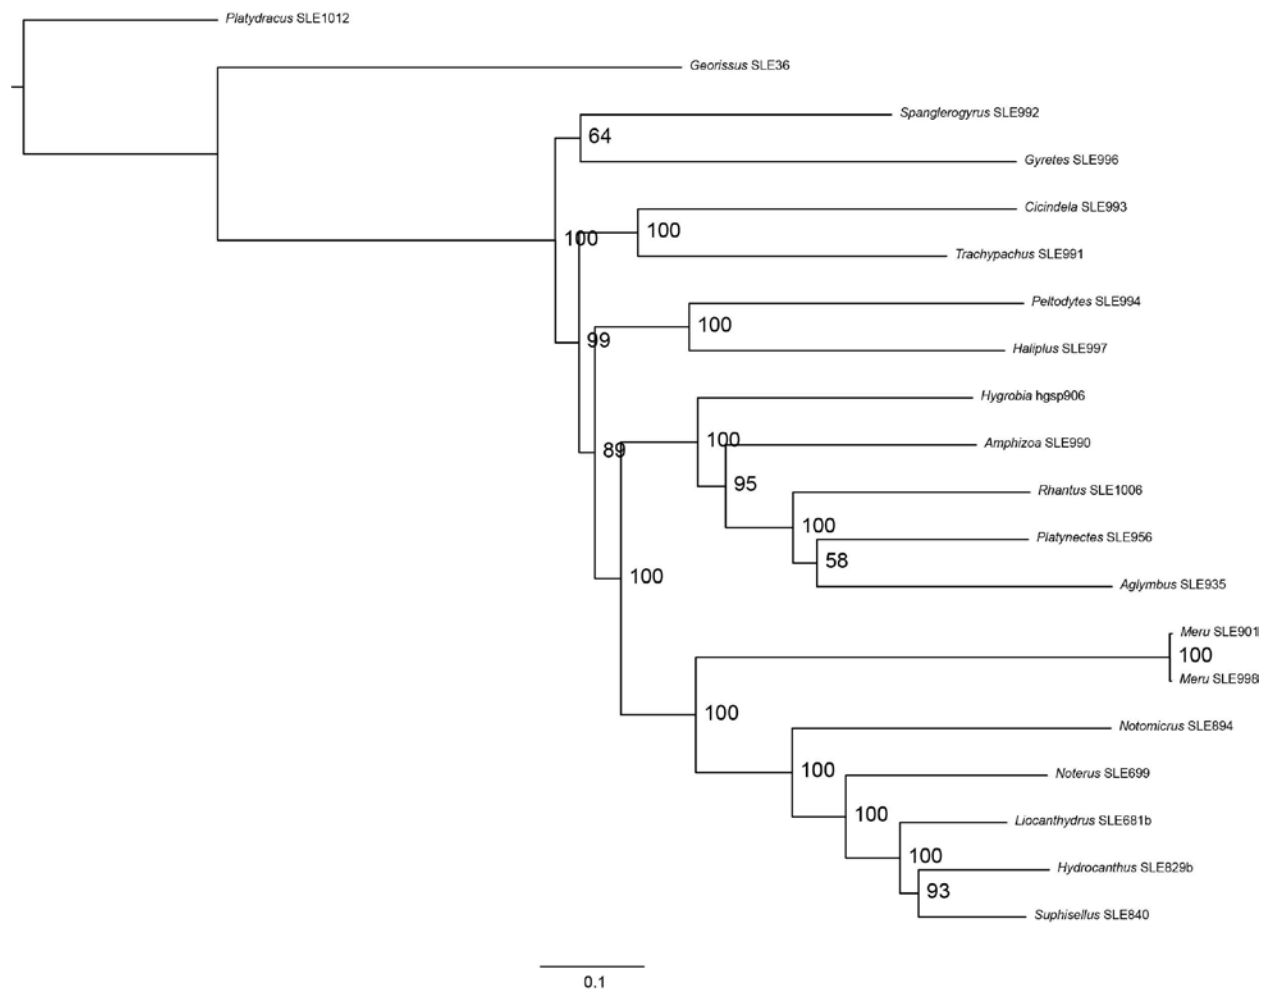 Platydracus SLE1012
Georissus SLE36
Spanglerogyrus SLE992
64
Gyretes SLE996
Cicindela SLE993
100
100
Trachypachus SLE991
Peltodytes SLE994
100
99
Haliplus SLE997
Hygrobia hgsp906
100
Amphizoa SLE990
89
95
Rhantus SLE1006
100
Platynectes SLE956
58
100
Aglymbus SLE935
Meru SLE901
100
Meru SLE998
100
Notomicrus SLE894
100
Noterus SLE699
100
Liocanthydrus SLE681b
100
Hydrocanthus SLE829b
93
Suphisellus SLE840
0.1